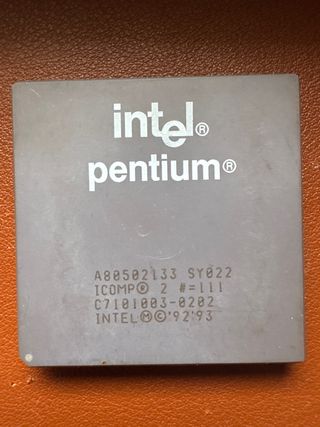 intel®
pentium®
A80502133 SY022
ICOMP® 2 #=111
C7101003-0202
INTEL Ⓜ © '92 '93